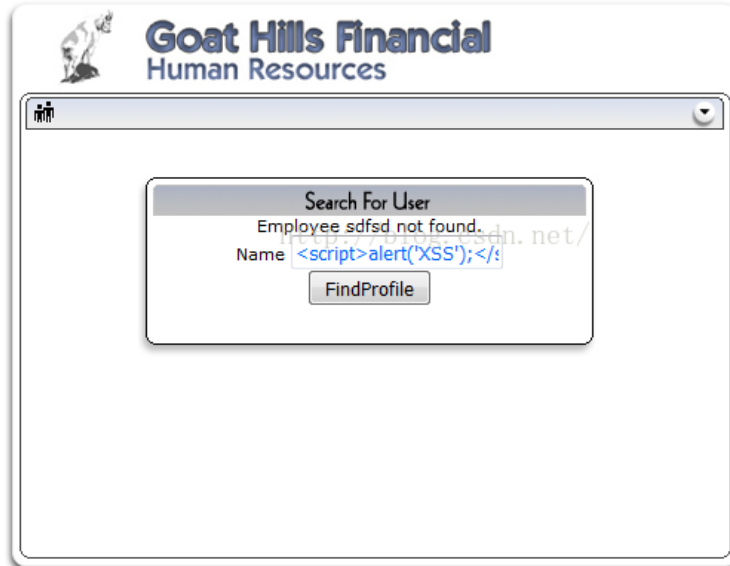 Goat Hills Financial
Human Resources
Search For User
Employee sdfsd not found.
http://blog.csdn.net/
Name <script>alert('XSS');</s
FindProfile